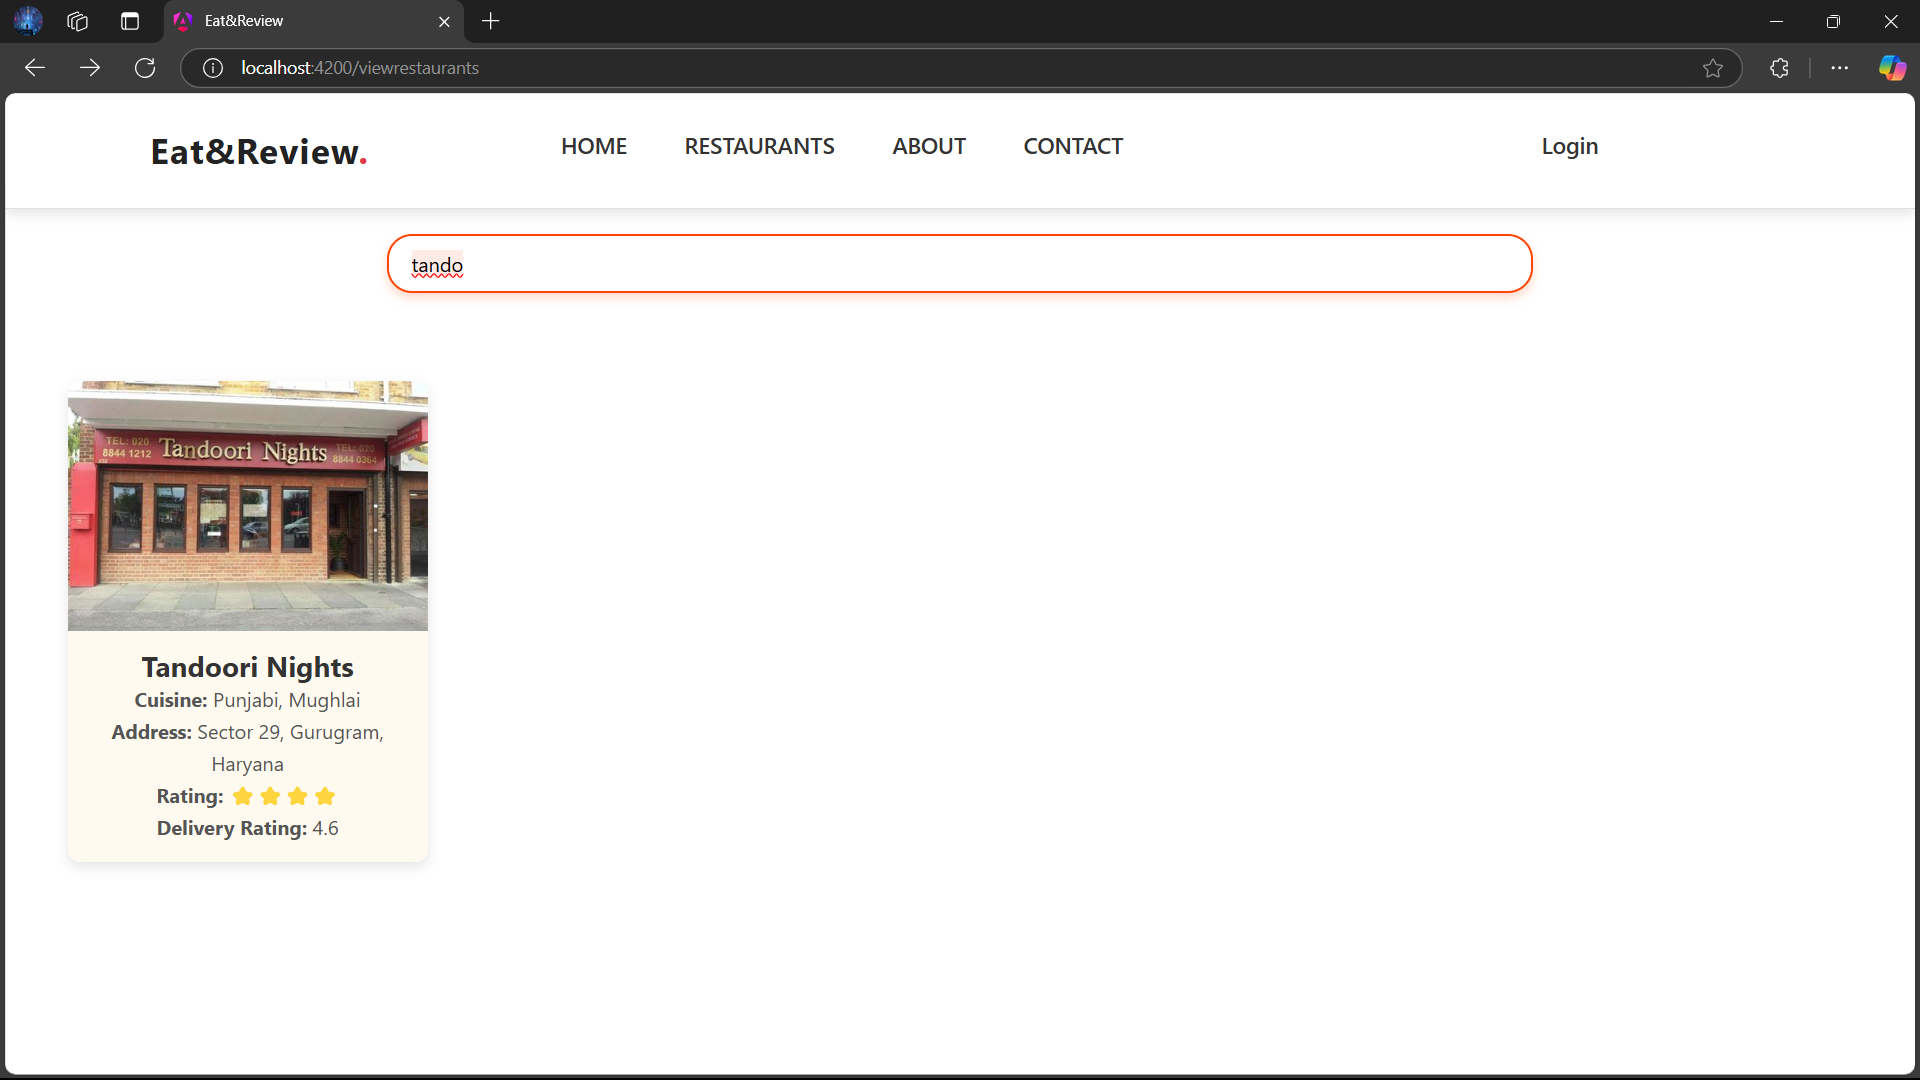 Eat&Review
localhost:4200/viewrestaurants
Eat&Review.
HOME
RESTAURANTS
ABOUT
CONTACT
Login
tando
TEL: 020
8844 1212
Tandoori Nights
TEL: 020
8844 0364
Tandoori Nights
Cuisine: Punjabi, Mughlai
Address: Sector 29, Gurugram,
Haryana
Rating:
Delivery Rating: 4.6